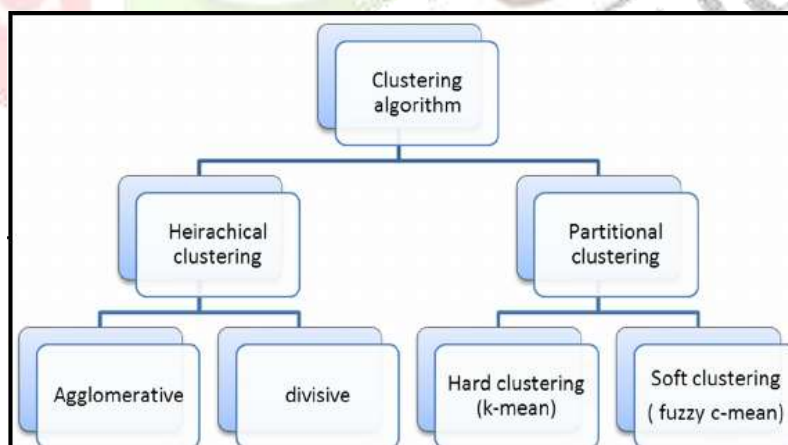 Clustering
algorithm
Heirachical
clustering
Partitional
clustering
Agglomerative
divisive
Hard clustering
(k-mean)
Soft clustering
( fuzzy c-mean)